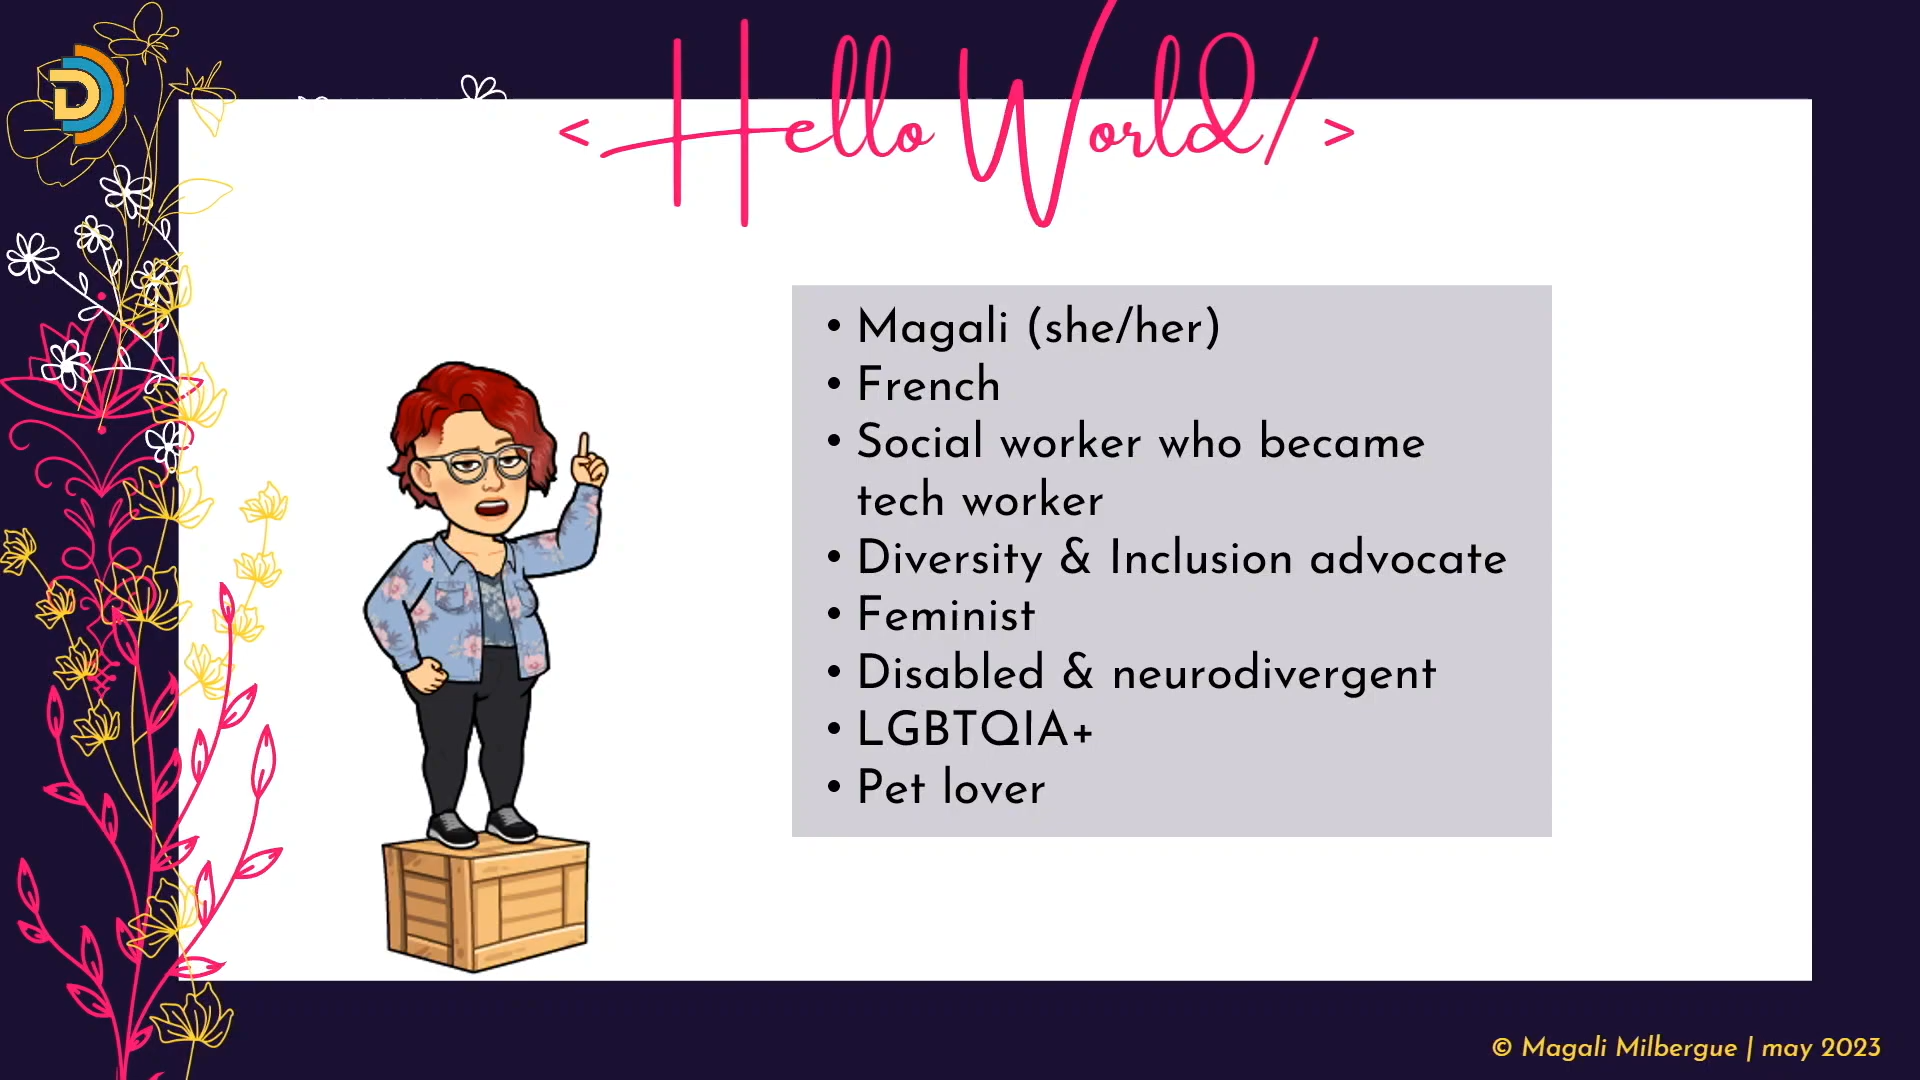 < Hello World/ >
• Magali (she/her)
• French
• Social worker who became
tech worker
• Diversity & Inclusion advocate
• Feminist
• Disabled & neurodivergent
• LGBTQIA+
• Pet lover
© Magali Milbergue | may 2023